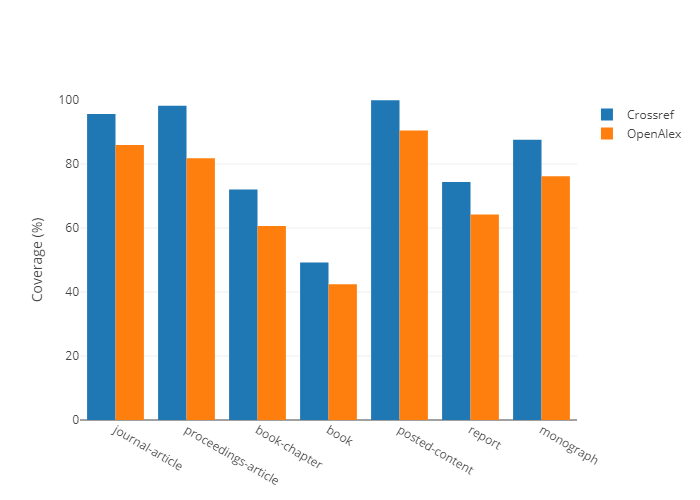 100
80
60
40
20
0
Coverage (%)
journal-article
proceedings-article
book-chapter
book
posted-content
report
monograph
Crossref
OpenAlex